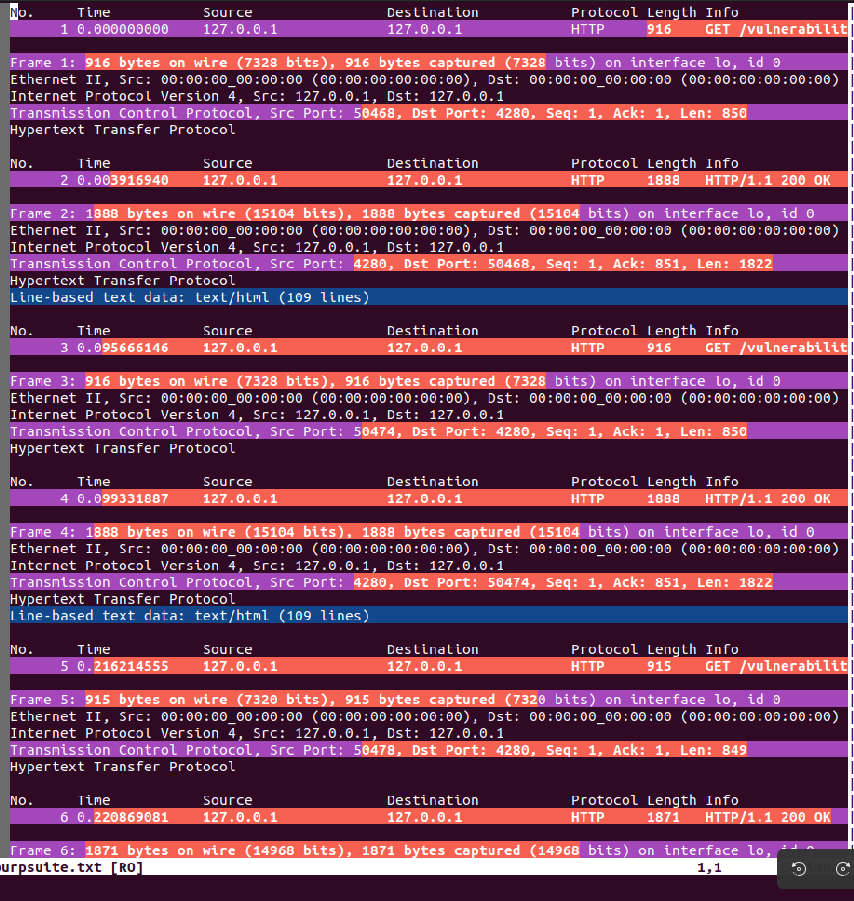 No.     Time           Source                Destination           Protocol Length Info
      1 0.000000000    127.0.0.1             127.0.0.1             HTTP     916    GET /vulnerabilit
Frame 1: 916 bytes on wire (7328 bits), 916 bytes captured (7328 bits) on interface lo, id 0
Ethernet II, Src: 00:00:00_00:00:00 (00:00:00:00:00:00), Dst: 00:00:00_00:00:00 (00:00:00:00:00:00)
Internet Protocol Version 4, Src: 127.0.0.1, Dst: 127.0.0.1
Transmission Control Protocol, Src Port: 50468, Dst Port: 4280, Seq: 1, Ack: 1, Len: 850
Hypertext Transfer Protocol
No.     Time           Source                Destination           Protocol Length Info
      2 0.003916940    127.0.0.1             127.0.0.1             HTTP     1888   HTTP/1.1 200 OK
Frame 2: 1888 bytes on wire (15104 bits), 1888 bytes captured (15104 bits) on interface lo, id 0
Ethernet II, Src: 00:00:00_00:00:00 (00:00:00:00:00:00), Dst: 00:00:00_00:00:00 (00:00:00:00:00:00)
Internet Protocol Version 4, Src: 127.0.0.1, Dst: 127.0.0.1
Transmission Control Protocol, Src Port: 4280, Dst Port: 50468, Seq: 1, Ack: 851, Len: 1822
Hypertext Transfer Protocol
Line-based text data: text/html (109 lines)
No.     Time           Source                Destination           Protocol Length Info
      3 0.095666146    127.0.0.1             127.0.0.1             HTTP     916    GET /vulnerabilit
Frame 3: 916 bytes on wire (7328 bits), 916 bytes captured (7328 bits) on interface lo, id 0
Ethernet II, Src: 00:00:00_00:00:00 (00:00:00:00:00:00), Dst: 00:00:00_00:00:00 (00:00:00:00:00:00)
Internet Protocol Version 4, Src: 127.0.0.1, Dst: 127.0.0.1
Transmission Control Protocol, Src Port: 50474, Dst Port: 4280, Seq: 1, Ack: 1, Len: 850
Hypertext Transfer Protocol
No.     Time           Source                Destination           Protocol Length Info
      4 0.099331887    127.0.0.1             127.0.0.1             HTTP     1888   HTTP/1.1 200 OK
Frame 4: 1888 bytes on wire (15104 bits), 1888 bytes captured (15104 bits) on interface lo, id 0
Ethernet II, Src: 00:00:00_00:00:00 (00:00:00:00:00:00), Dst: 00:00:00_00:00:00 (00:00:00:00:00:00)
Internet Protocol Version 4, Src: 127.0.0.1, Dst: 127.0.0.1
Transmission Control Protocol, Src Port: 4280, Dst Port: 50474, Seq: 1, Ack: 851, Len: 1822
Hypertext Transfer Protocol
Line-based text data: text/html (109 lines)
No.     Time           Source                Destination           Protocol Length Info
      5 0.216214555    127.0.0.1             127.0.0.1             HTTP     915    GET /vulnerabilit
Frame 5: 915 bytes on wire (7320 bits), 915 bytes captured (7320 bits) on interface lo, id 0
Ethernet II, Src: 00:00:00_00:00:00 (00:00:00:00:00:00), Dst: 00:00:00_00:00:00 (00:00:00:00:00:00)
Internet Protocol Version 4, Src: 127.0.0.1, Dst: 127.0.0.1
Transmission Control Protocol, Src Port: 50478, Dst Port: 4280, Seq: 1, Ack: 1, Len: 849
Hypertext Transfer Protocol
No.     Time           Source                Destination           Protocol Length Info
      6 0.220869081    127.0.0.1             127.0.0.1             HTTP     1871   HTTP/1.1 200 OK
Frame 6: 1871 bytes on wire (14968 bits), 1871 bytes captured (14968 bits) on interface lo, id 0
burpsuite.txt [RO] 1,1